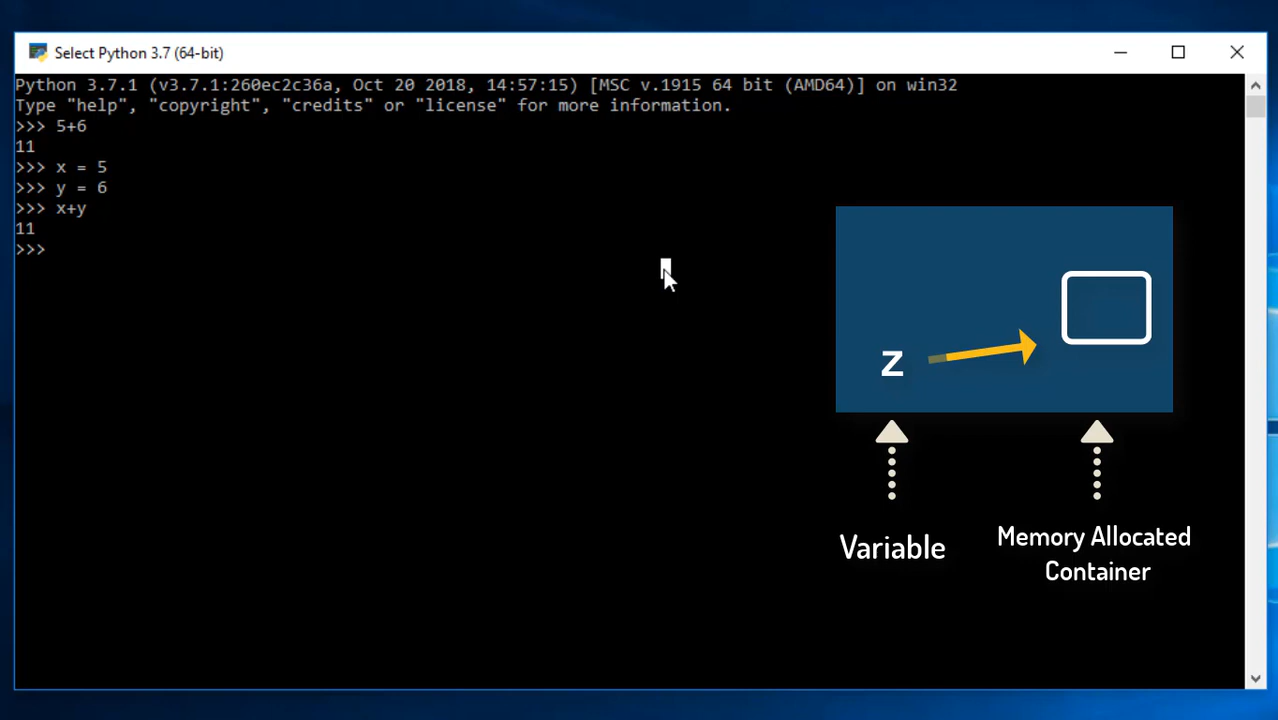 Select Python 3.7 (64-bit)
Python 3.7.1 (v3.7.1:260ec2c36a, Oct 20 2018, 14:57:15) [MSC v.1915 64 bit (AMD64)] on win32
Type "help", "copyright", "credits" or "license" for more information.
>>> 5+6
11
>>> x = 5
>>> y = 6
>>> x+y
11
>>>
z
Variable
Memory Allocated
Container